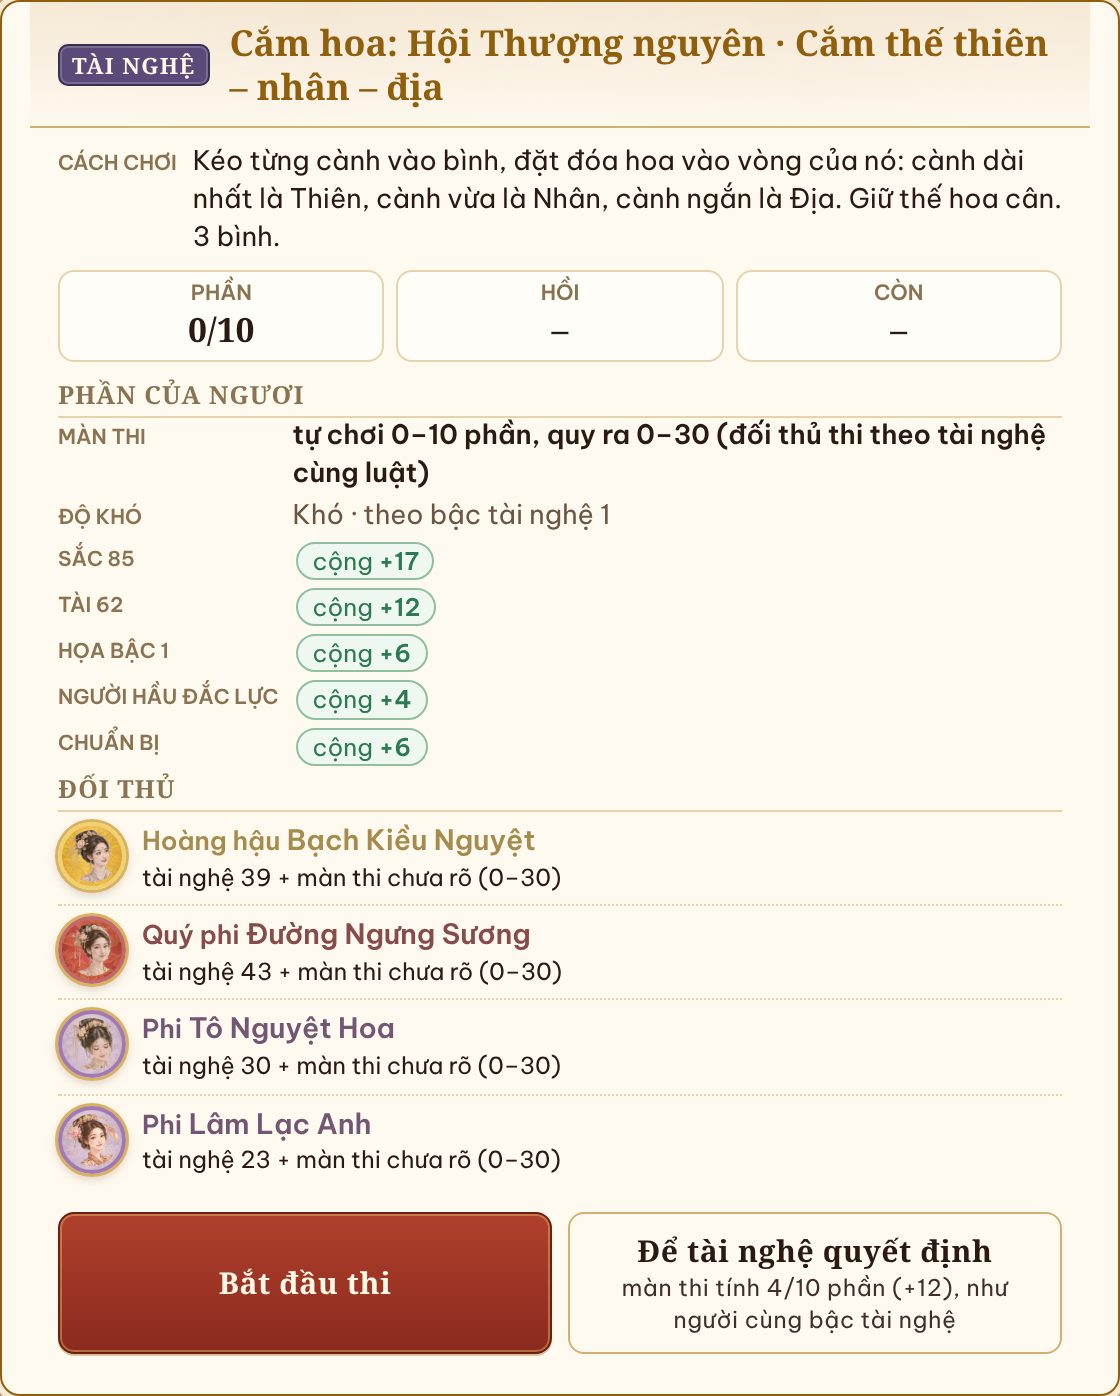 TÀI NGHỆ
Cắm hoa: Hội Thượng nguyên · Cắm thế thiên
– nhân – địa
CÁCH CHƠI
Kéo từng cành vào bình, đặt đóa hoa vào vòng của nó: cành dài
nhất là Thiên, cành vừa là Nhân, cành ngắn là Địa. Giữ thế hoa cân.
3 bình.
PHẦN
0/10
HỒI
–
CÒN
–
PHẦN CỦA NGƯƠI
MÀN THI
tự chơi 0–10 phần, quy ra 0–30 (đối thủ thi theo tài nghệ
cùng luật)
ĐỘ KHÓ
Khó · theo bậc tài nghệ 1
SẮC 85
cộng +17
TÀI 62
cộng +12
HỌA BẬC 1
cộng +6
NGƯỜI HẦU ĐẮC LỰC
cộng +4
CHUẨN BỊ
cộng +6
ĐỐI THỦ
Hoàng hậu Bạch Kiều Nguyệt
tài nghệ 39 + màn thi chưa rõ (0–30)
Quý phi Đường Ngưng Sương
tài nghệ 43 + màn thi chưa rõ (0–30)
Phi Tô Nguyệt Hoa
tài nghệ 30 + màn thi chưa rõ (0–30)
Phi Lâm Lạc Anh
tài nghệ 23 + màn thi chưa rõ (0–30)
Bắt đầu thi
Để tài nghệ quyết định
màn thi tính 4/10 phần (+12), như
người cùng bậc tài nghệ